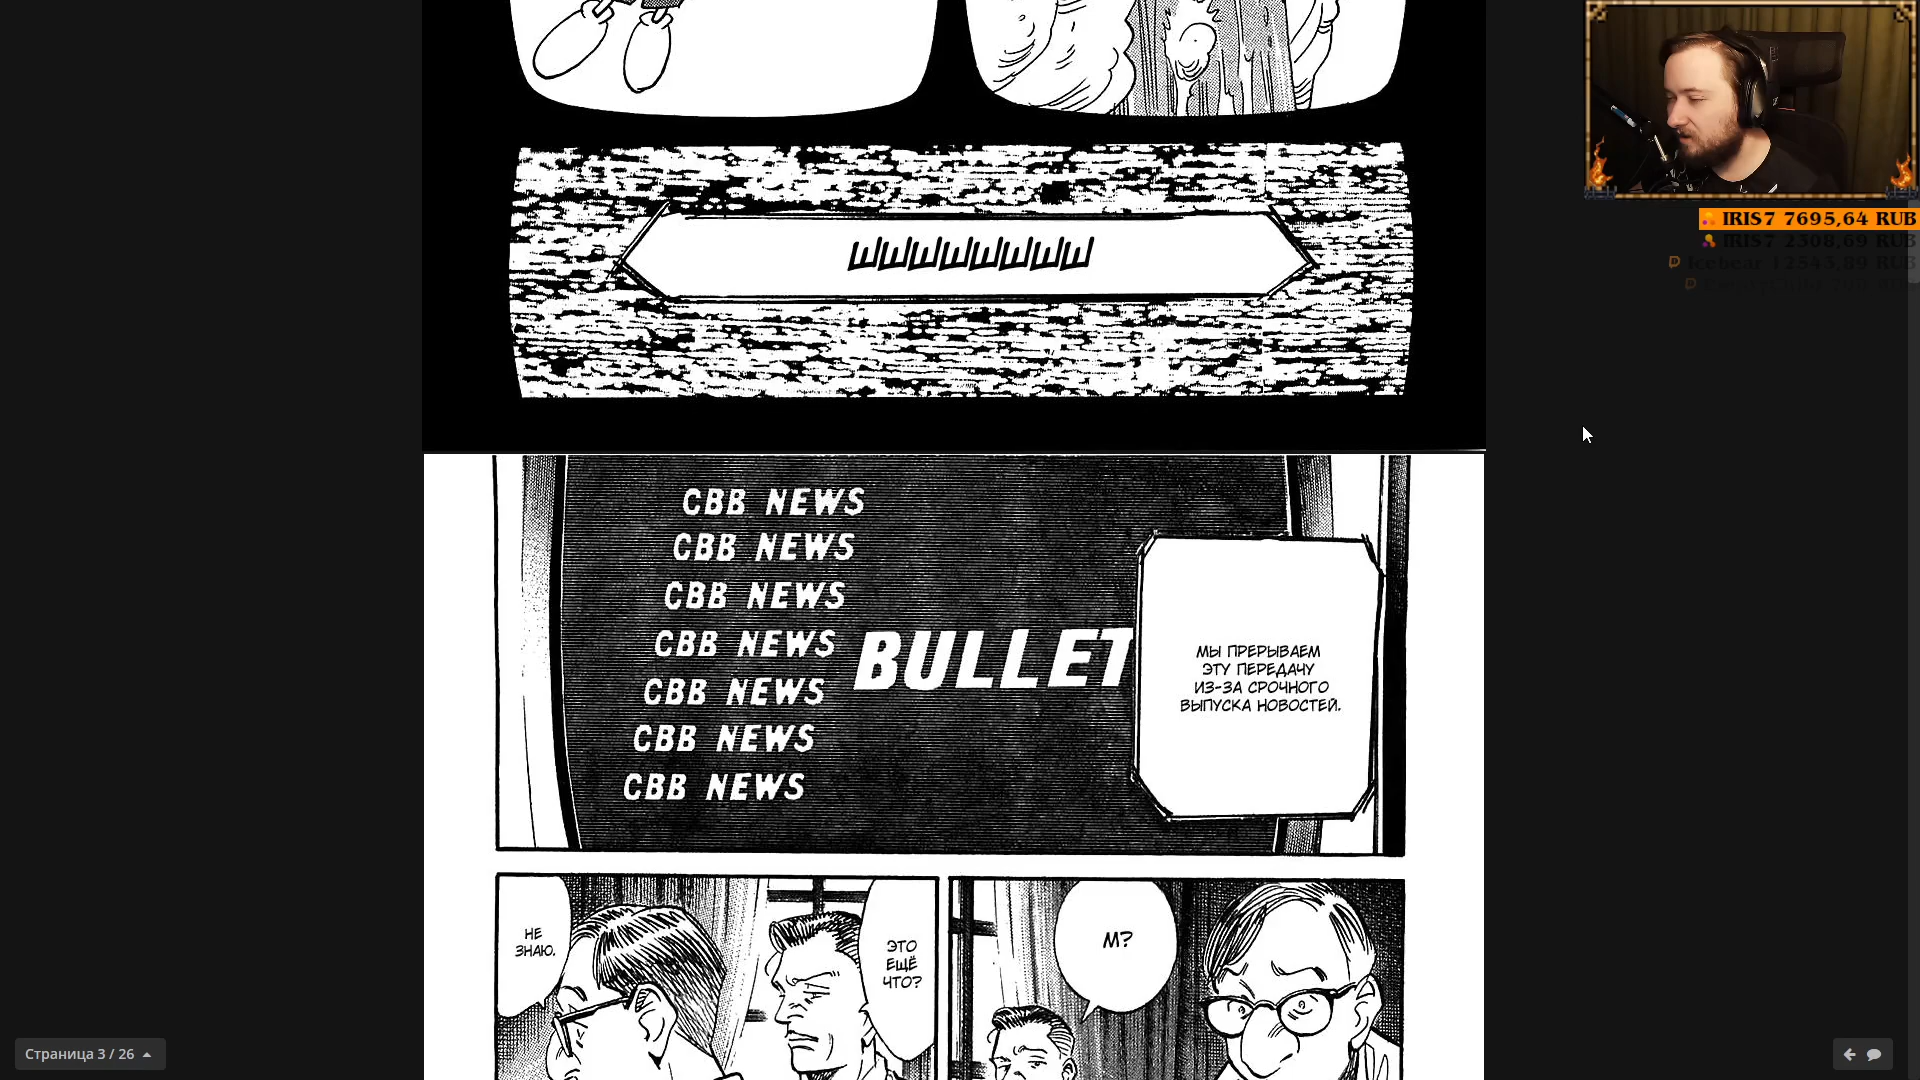 IRIS7 7695,64 RUB
IRIS7 2308,69 RUB
ШШШШШШШШ
CBB NEWS
CBB NEWS
CBB NEWS
CBB NEWS
CBB NEWS
CBB NEWS
CBB NEWS
BULLET
МЫ ПРЕРЫВАЕМ
ЭТУ ПЕРЕДАЧУ
ИЗ-ЗА СРОЧНОГО
ВЫПУСКА НОВОСТЕЙ.
М?
ЭТО
ЕЩЁ
ЧТО?
НЕ
ЗНАЮ.
Страница 3 / 26